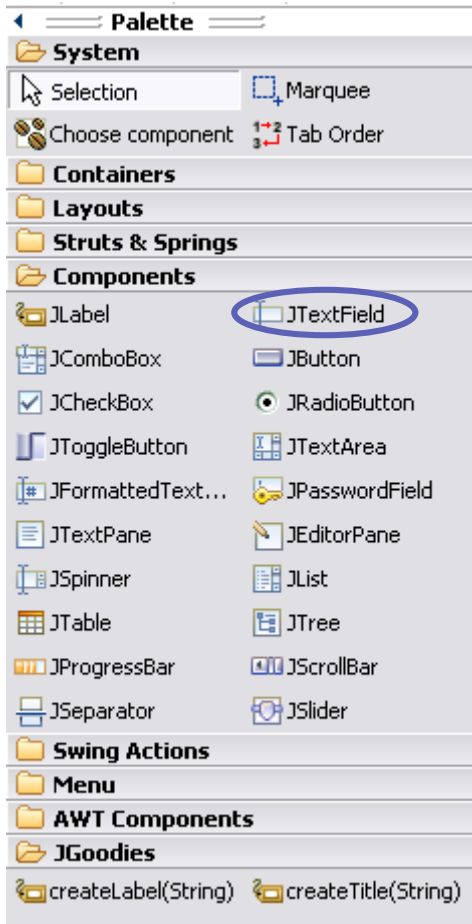 Palette
System
Selection Marquee
Choose component Tab Order
Containers
Layouts
Struts & Springs
Components
JLabel JTextField
JComboBox JButton
JCheckBox JRadioButton
JToggleButton JTextArea
JFormattedText... JPasswordField
JTextPane JEditorPane
JSpinner JList
JTable JTree
JProgressBar JScrollBar
JSeparator JSlider
Swing Actions
Menu
AWT Components
JGoodies
createLabel(String) createTitle(String)